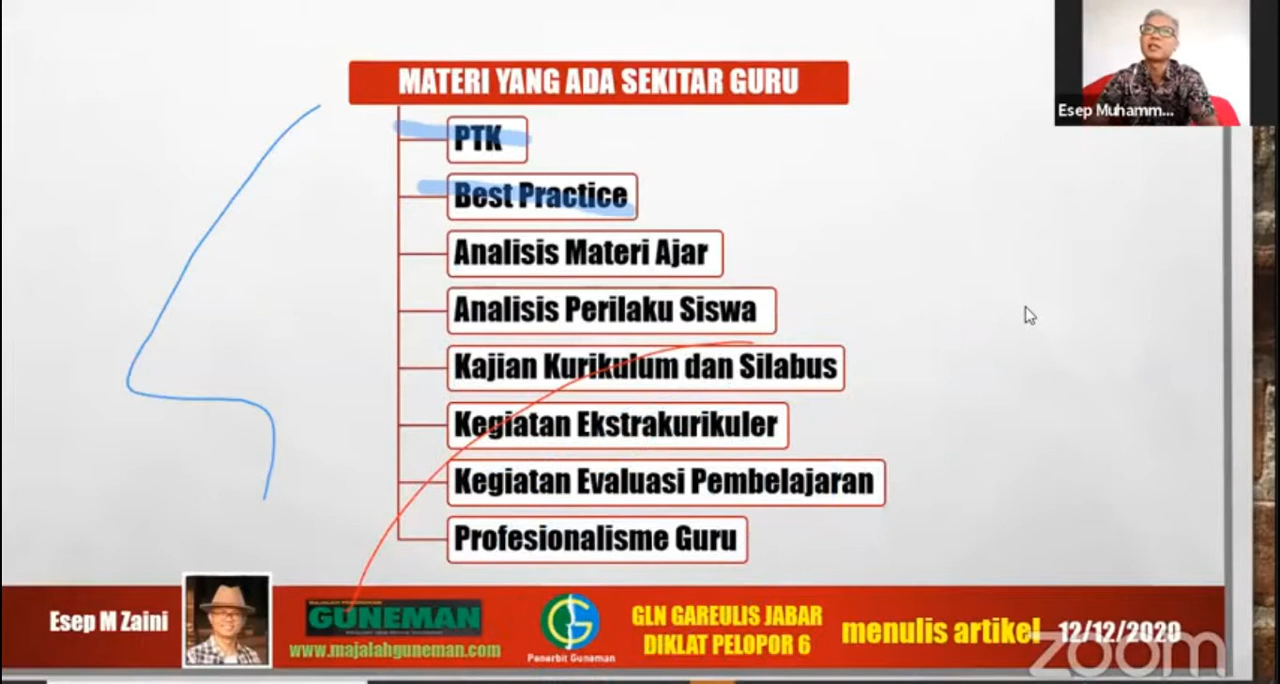 MATERI YANG ADA SEKITAR GURU
Esep Muhamm...
PTK
Best Practice
Analisis Materi Ajar
Analisis Perilaku Siswa
Kajian Kurikulum dan Silabus
Kegiatan Ekstrakurikuler
Kegiatan Evaluasi Pembelajaran
Profesionalisme Guru
Esep M Zaini
GUNEMAN
www.majalahguneman.com
Penerbit Guneman
GLN GAREULIS JABAR
DIKLAT PELOPOR 6
menulis artikel
12/12/2020
zoom